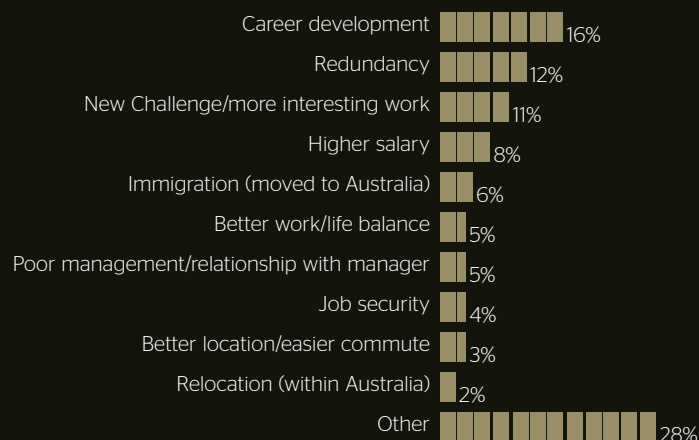 Career development 16%
Redundancy 12%
New Challenge/more interesting work 11%
Higher salary 8%
Immigration (moved to Australia) 6%
Better work/life balance 5%
Poor management/relationship with manager 5%
Job security 4%
Better location/easier commute 3%
Relocation (within Australia) 2%
Other 28%